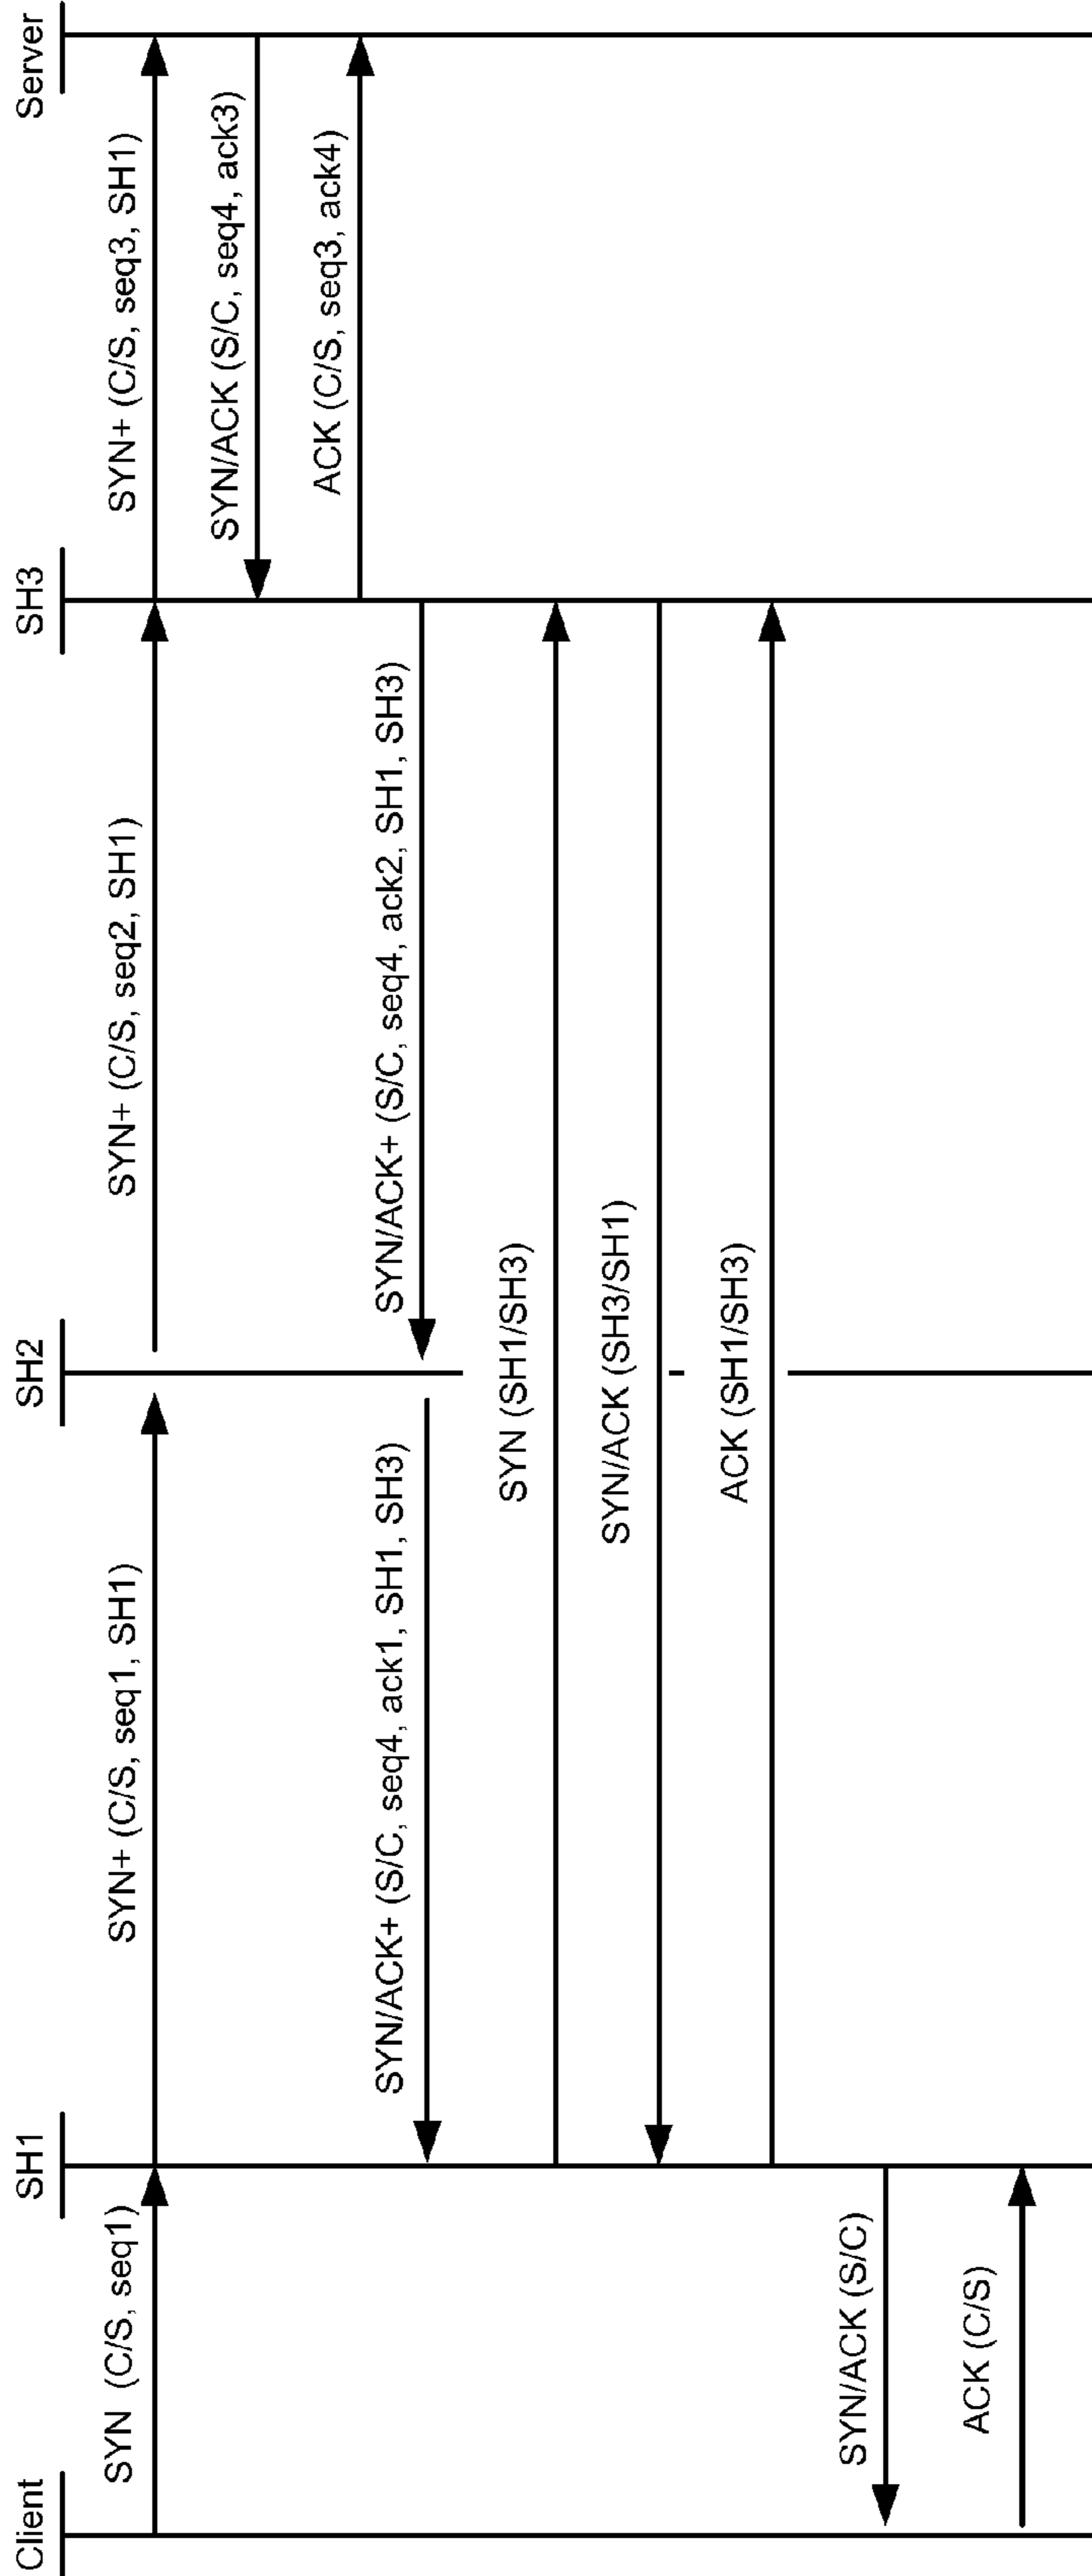 Client
SH1
SH2
SH3
Server
SYN (C/S, seq1)
SYN+ (C/S, seq1, SH1)
SYN+ (C/S, seq2, SH1)
SYN+ (C/S, seq3, SH1)
SYN/ACK (S/C, seq4, ack3)
ACK (C/S, seq3, ack4)
SYN/ACK+ (S/C, seq4, ack2, SH1, SH3)
SYN/ACK+ (S/C, seq4, ack1, SH1, SH3)
SYN (SH1/SH3)
SYN/ACK (SH3/SH1)
ACK (SH1/SH3)
SYN/ACK (S/C)
ACK (C/S)